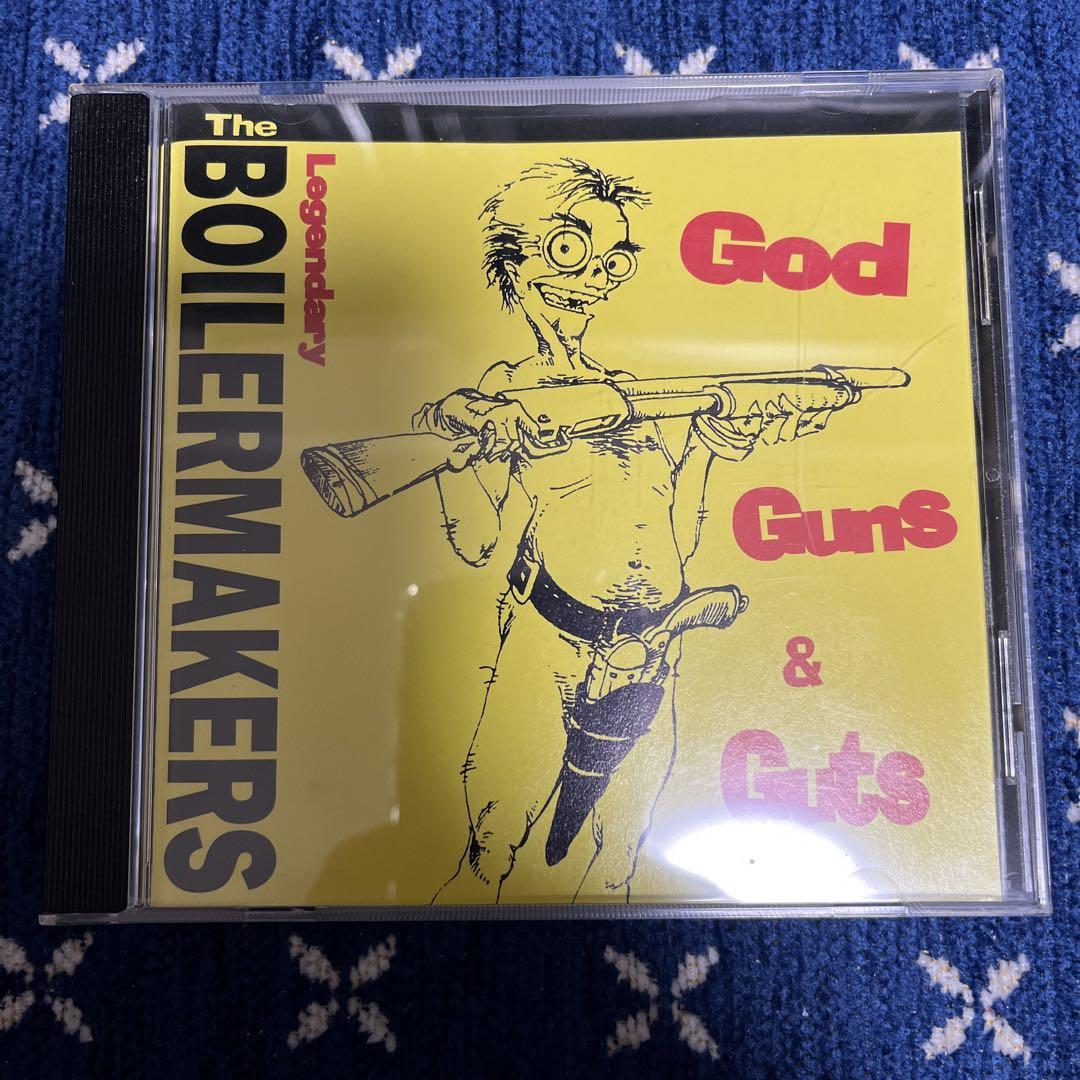 The
Legendary
BOILERMAKERS
God
Guns
&
Guts